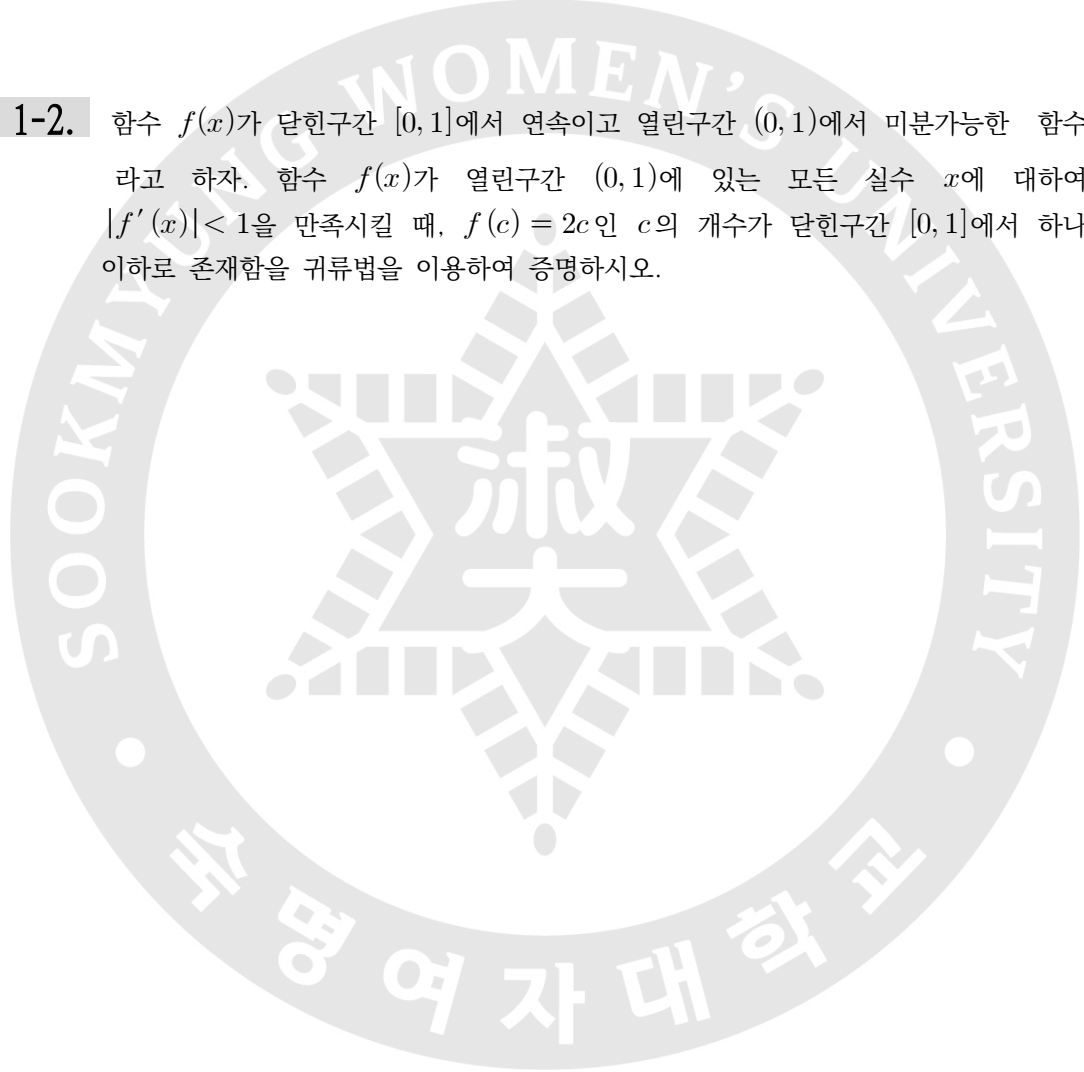 1-2. 함수 $f(x)$가 닫힌구간 $[0, 1]$에서 연속이고 열린구간 $(0, 1)$에서 미분가능한 함수
라고 하자. 함수 $f(x)$가 열린구간 $(0, 1)$에 있는 모든 실수 $x$에 대하여
$|f'(x)| < 1$을 만족시킬 때, $f(c) = 2c$인 $c$의 개수가 닫힌구간 $[0, 1]$에서 하나
이하로 존재함을 귀류법을 이용하여 증명하시오.
SOOKMYUNG WOMEN'S UNIVERSITY
淑大
숙명여자대학교